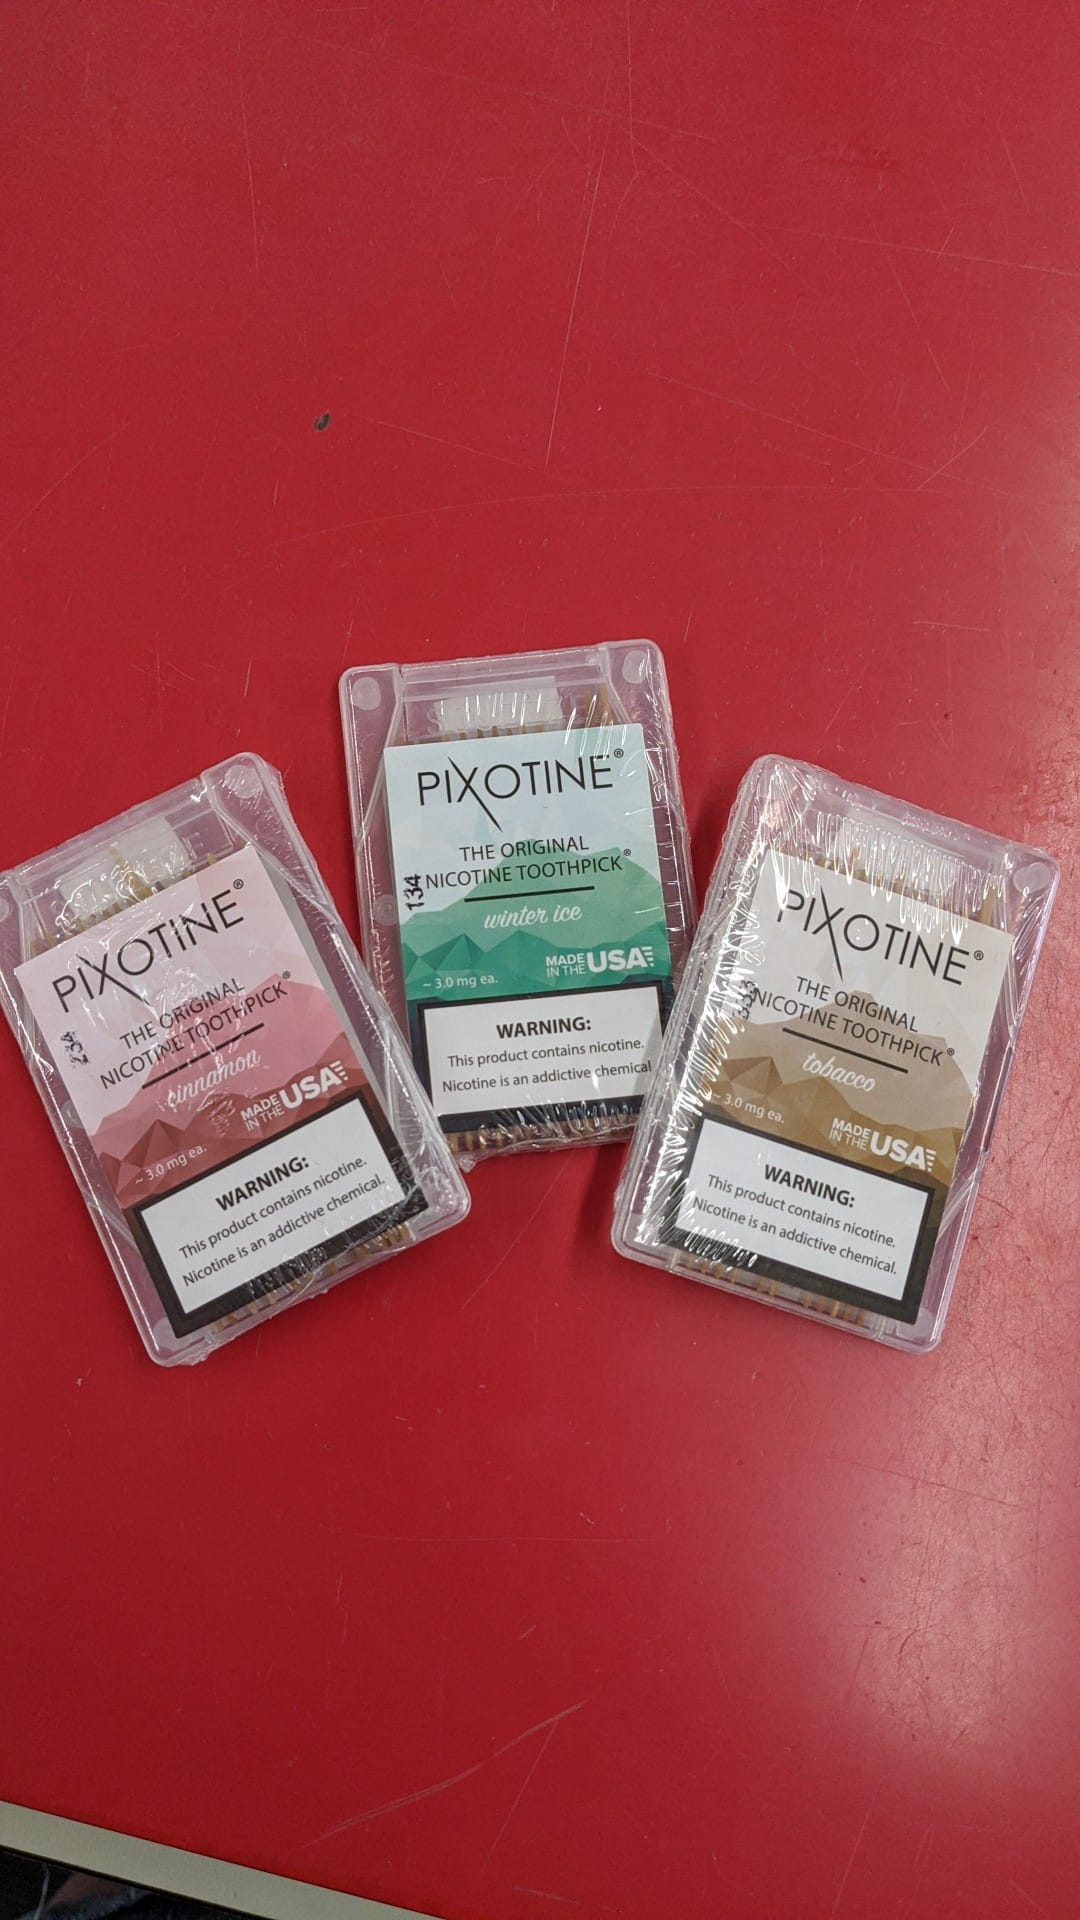 PIXOTINE®
THE ORIGINAL
NICOTINE TOOTHPICK®
cinnamon
MADE
IN THE USA
~ 3.0 mg ea.
WARNING:
This product contains nicotine.
Nicotine is an addictive chemical.
SQUEEZE
PIXOTINE®
134
THE ORIGINAL
NICOTINE TOOTHPICK®
winter ice
MADE
IN THE USA
~ 3.0 mg ea.
WARNING:
This product contains nicotine.
Nicotine is an addictive chemical
PIXOTINE®
THE ORIGINAL
NICOTINE TOOTHPICK®
tobacco
~ 3.0 mg ea.
MADE
IN THE USA
WARNING:
This product contains nicotine.
Nicotine is an addictive chemical.